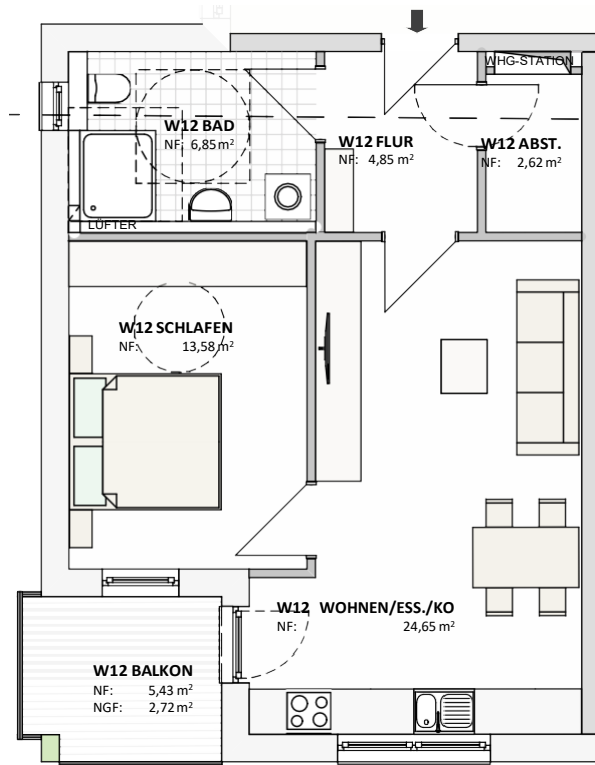 WHG-STATION
W12 BAD
NF: 6,85 m²
W12 FLUR
NF: 4,85 m²
W12 ABST.
NF: 2,62 m²
LÜFTER
W12 SCHLAFEN
NF: 13,58 m²
W12 WOHNEN/ESS./KO
NF: 24,65 m²
W12 BALKON
NF: 5,43 m²
NGF: 2,72 m²